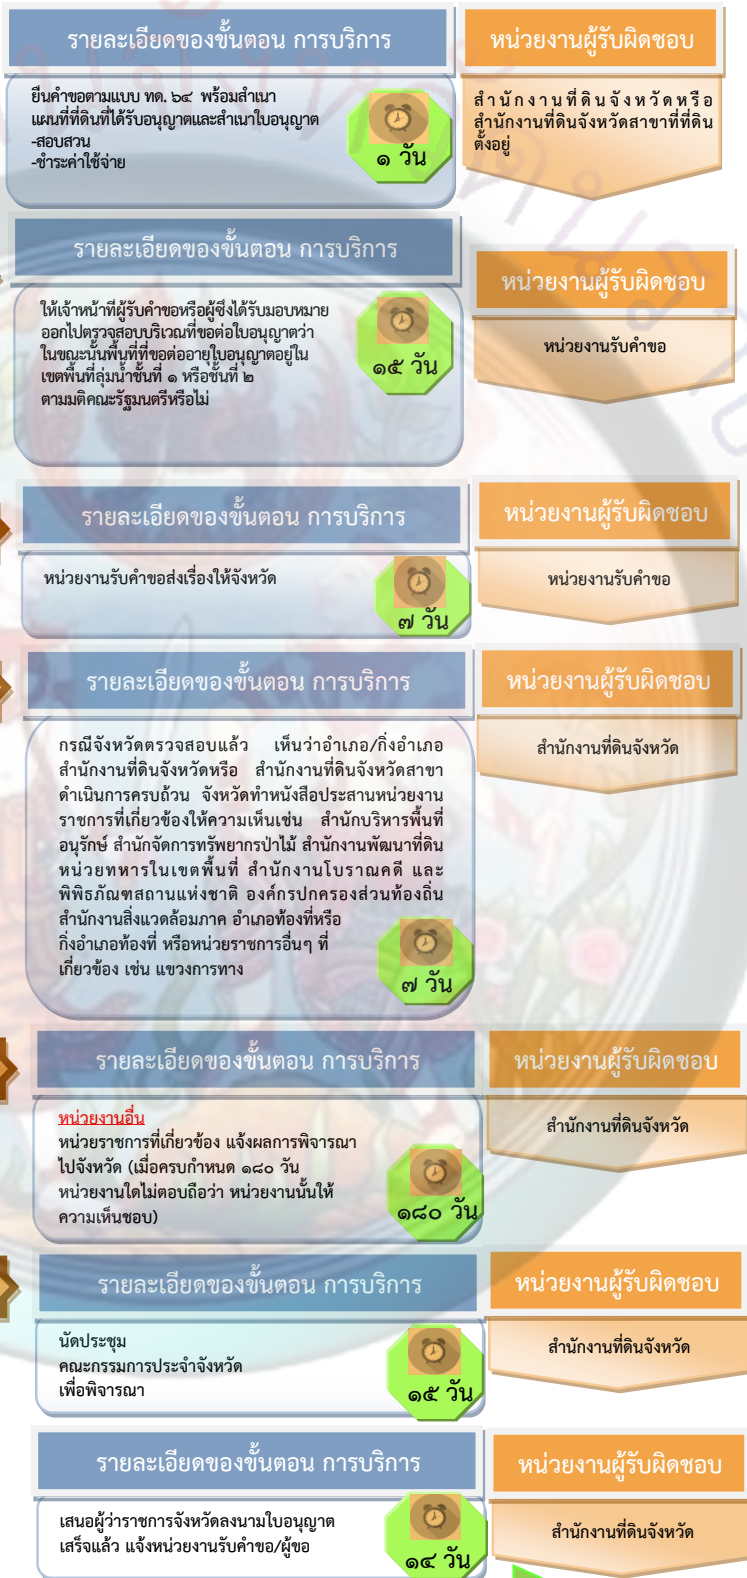 รายละเอียดของขั้นตอน การบริการ
หน่วยงานผู้รับผิดชอบ
ยื่นคำขอตามแบบ ทด. ๖๔ พร้อมสำเนา
แผนที่ที่ดินที่ได้รับอนุญาตและสำเนาใบอนุญาต
-สอบสวน
-ชำระค่าใช้จ่าย
๑ วัน
สำนักงานที่ดินจังหวัดหรือ
สำนักงานที่ดินจังหวัดสาขาที่ที่ดิน
ตั้งอยู่
รายละเอียดของขั้นตอน การบริการ
หน่วยงานผู้รับผิดชอบ
ให้เจ้าหน้าที่ผู้รับคำขอหรือผู้ซึ่งได้รับมอบหมาย
ออกไปตรวจสอบบริเวณที่ขอต่อใบอนุญาตว่า
ในขณะนั้นพื้นที่ที่ขอต่ออายุใบอนุญาตอยู่ใน
เขตพื้นที่ลุ่มน้ำชั้นที่ ๑ หรือชั้นที่ ๒
ตามมติคณะรัฐมนตรีหรือไม่
๑๕ วัน
หน่วยงานรับคำขอ
รายละเอียดของขั้นตอน การบริการ
หน่วยงานผู้รับผิดชอบ
หน่วยงานรับคำขอส่งเรื่องให้จังหวัด
๗ วัน
หน่วยงานรับคำขอ
รายละเอียดของขั้นตอน การบริการ
หน่วยงานผู้รับผิดชอบ
กรณีจังหวัดตรวจสอบแล้ว เห็นว่าอำเภอ/กิ่งอำเภอ
สำนักงานที่ดินจังหวัดหรือ สำนักงานที่ดินจังหวัดสาขา
ดำเนินการครบถ้วน จังหวัดทำหนังสือประสานหน่วยงาน
ราชการที่เกี่ยวข้องให้ความเห็นเช่น สำนักบริหารพื้นที่
อนุรักษ์ สำนักจัดการทรัพยากรป่าไม้ สำนักงานพัฒนาที่ดิน
หน่วยทหารในเขตพื้นที่ สำนักงานโบราณคดี และ
พิพิธภัณฑสถานแห่งชาติ องค์กรปกครองส่วนท้องถิ่น
สำนักงานสิ่งแวดล้อมภาค อำเภอท้องที่หรือ
กิ่งอำเภอท้องที่ หรือหน่วยราชการอื่นๆ ที่
เกี่ยวข้อง เช่น แขวงการทาง
๗ วัน
สำนักงานที่ดินจังหวัด
รายละเอียดของขั้นตอน การบริการ
หน่วยงานผู้รับผิดชอบ
หน่วยงานอื่น
หน่วยราชการที่เกี่ยวข้อง แจ้งผลการพิจารณา
ไปจังหวัด (เมื่อครบกำหนด ๑๘๐ วัน
หน่วยงานใดไม่ตอบถือว่า หน่วยงานนั้นให้
ความเห็นชอบ)
๑๘๐ วัน
สำนักงานที่ดินจังหวัด
รายละเอียดของขั้นตอน การบริการ
หน่วยงานผู้รับผิดชอบ
นัดประชุม
คณะกรรมการประจำจังหวัด
เพื่อพิจารณา
๑๕ วัน
สำนักงานที่ดินจังหวัด
รายละเอียดของขั้นตอน การบริการ
หน่วยงานผู้รับผิดชอบ
เสนอผู้ว่าราชการจังหวัดลงนามใบอนุญาต
เสร็จแล้ว แจ้งหน่วยงานรับคำขอ/ผู้ขอ
๑๔ วัน
สำนักงานที่ดินจังหวัด